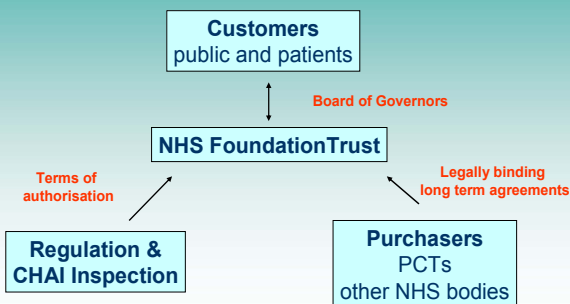 Customers
public and patients
Board of Governors
NHS FoundationTrust
Terms of
authorisation
Legally binding
long term agreements
Regulation &
CHAI Inspection
Purchasers
PCTs
other NHS bodies